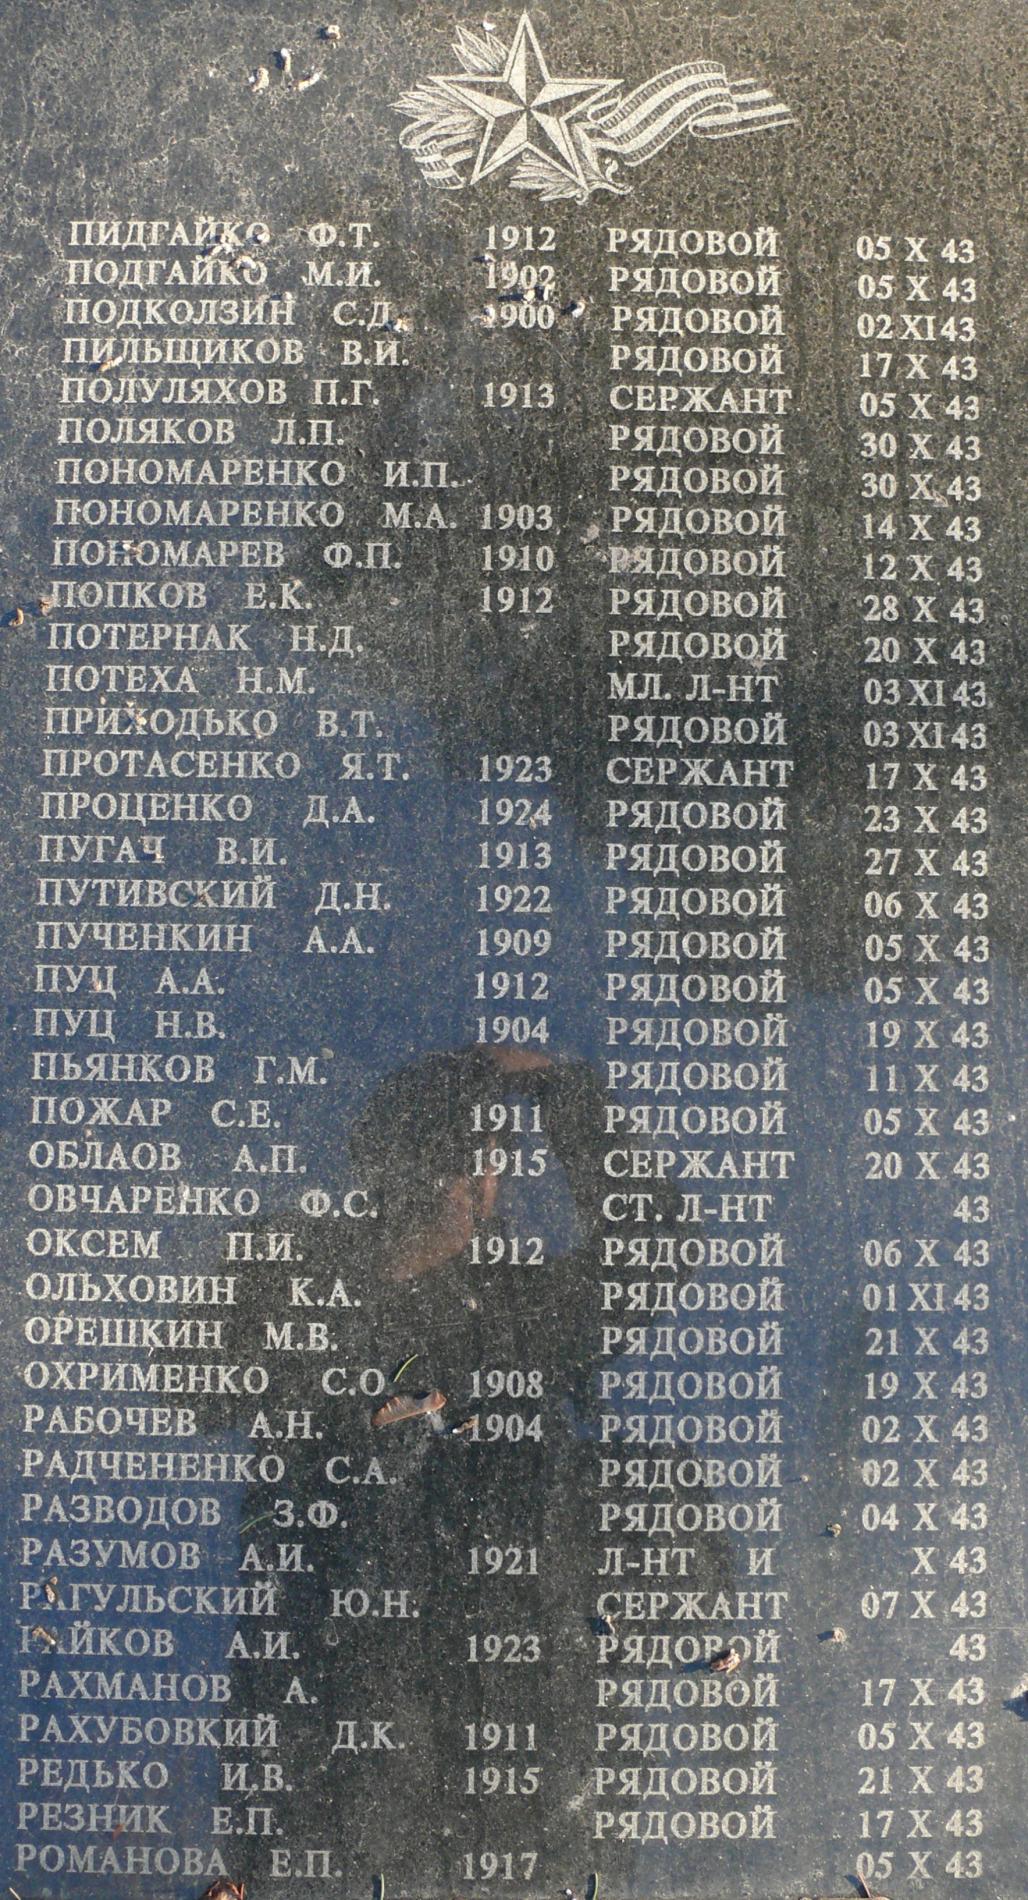 ПИДГАЙКО Ф.Т. 1912 РЯДОВОЙ 05 X 43
ПОДГАЙКО М.И. 1902 РЯДОВОЙ 05 X 43
ПОДКОЛЗИН С.Д. 1900 РЯДОВОЙ 02 XI 43
ПИЛЬЩИКОВ В.И. РЯДОВОЙ 17 X 43
ПОЛУЛЯХОВ П.Г. 1913 СЕРЖАНТ 05 X 43
ПОЛЯКОВ Л.П. РЯДОВОЙ 30 X 43
ПОНОМАРЕНКО И.П. РЯДОВОЙ 30 X 43
ПОНОМАРЕНКО М.А. 1903 РЯДОВОЙ 14 X 43
ПОНОМАРЕВ Ф.П. 1910 РЯДОВОЙ 12 X 43
ПОПКОВ Е.К. 1912 РЯДОВОЙ 28 X 43
ПОТЕРНАК Н.Д. РЯДОВОЙ 20 X 43
ПОТЕХА Н.М. МЛ. Л-НТ 03 XI 43
ПРИХОДЬКО В.Т. РЯДОВОЙ 03 XI 43
ПРОТАСЕНКО Я.Т. 1923 СЕРЖАНТ 17 X 43
ПРОЦЕНКО Д.А. 1924 РЯДОВОЙ 23 X 43
ПУГАЧ В.И. 1913 РЯДОВОЙ 27 X 43
ПУТИВСКИЙ Д.Н. 1922 РЯДОВОЙ 06 X 43
ПУЧЕНКИН А.А. 1909 РЯДОВОЙ 05 X 43
ПУЦ А.А. 1912 РЯДОВОЙ 05 X 43
ПУЦ Н.В. 1904 РЯДОВОЙ 19 X 43
ПЬЯНКОВ Г.М. РЯДОВОЙ 11 X 43
ПОЖАР С.Е. 1911 РЯДОВОЙ 05 X 43
ОБЛАОВ А.П. 1915 СЕРЖАНТ 20 X 43
ОВЧАРЕНКО Ф.С. СТ. Л-НТ 43
ОКСЕМ П.И. 1912 РЯДОВОЙ 06 X 43
ОЛЬХОВИН К.А. РЯДОВОЙ 01 XI 43
ОРЕШКИН М.В. РЯДОВОЙ 21 X 43
ОХРИМЕНКО С.О. 1908 РЯДОВОЙ 19 X 43
РАБОЧЕВ А.Н. 1904 РЯДОВОЙ 02 X 43
РАДЧЕНЕНКО С.А. РЯДОВОЙ 02 X 43
РАЗВОДОВ З.Ф. РЯДОВОЙ 04 X 43
РАЗУМОВ А.И. 1921 Л-НТ И X 43
РАГУЛЬСКИЙ Ю.Н. СЕРЖАНТ 07 X 43
РАЙКОВ А.И. 1923 РЯДОВОЙ 43
РАХМАНОВ А. РЯДОВОЙ 17 X 43
РАХУБОВКИЙ Д.К. 1911 РЯДОВОЙ 05 X 43
РЕДЬКО И.В. 1915 РЯДОВОЙ 21 X 43
РЕЗНИК Е.П. РЯДОВОЙ 17 X 43
РОМАНОВА Е.П. 1917 05 X 43